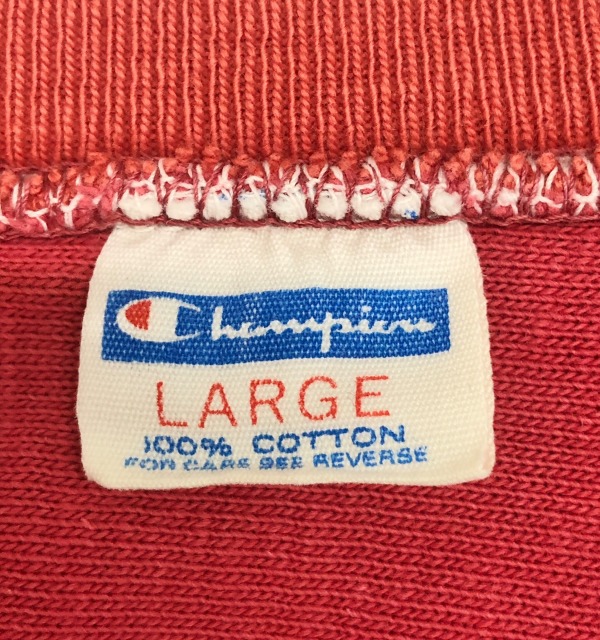 Champion
LARGE
100% COTTON
FOR CARE SEE REVERSE